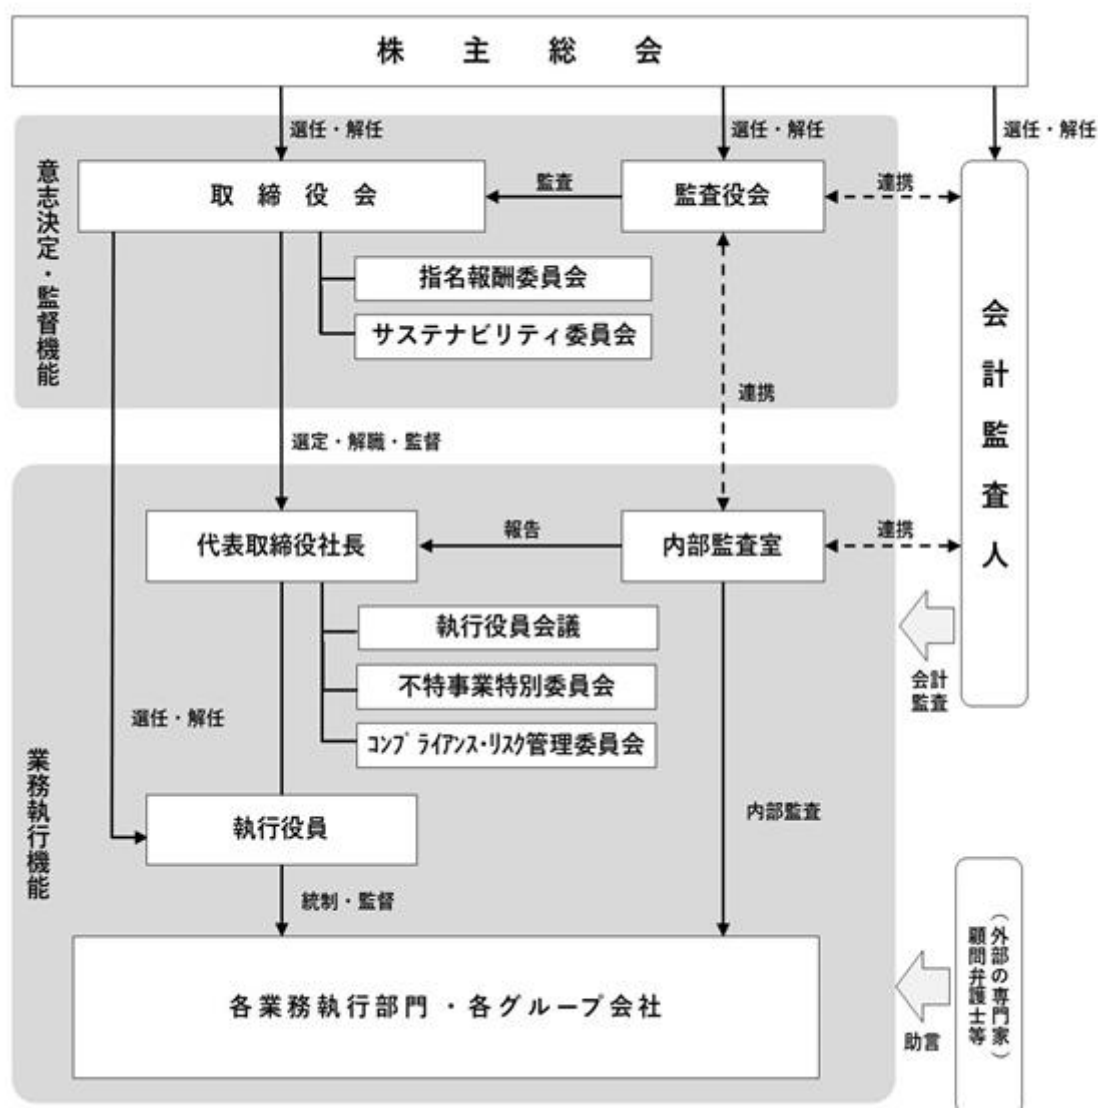 株主総会
選任・解任
選任・解任
選任・解任
意志決定・監督機能
取締役会
監査
監査役会
連携
会計監査人
指名報酬委員会
サステナビリティ委員会
連携
選定・解職・監督
業務執行機能
代表取締役社長
報告
内部監査室
連携
執行役員会議
不特事業特別委員会
コンプライアンス・リスク管理委員会
会計
監査
選任・解任
執行役員
内部監査
統制・監督
各業務執行部門・各グループ会社
助言
（外部の専門家）
顧問弁護士等